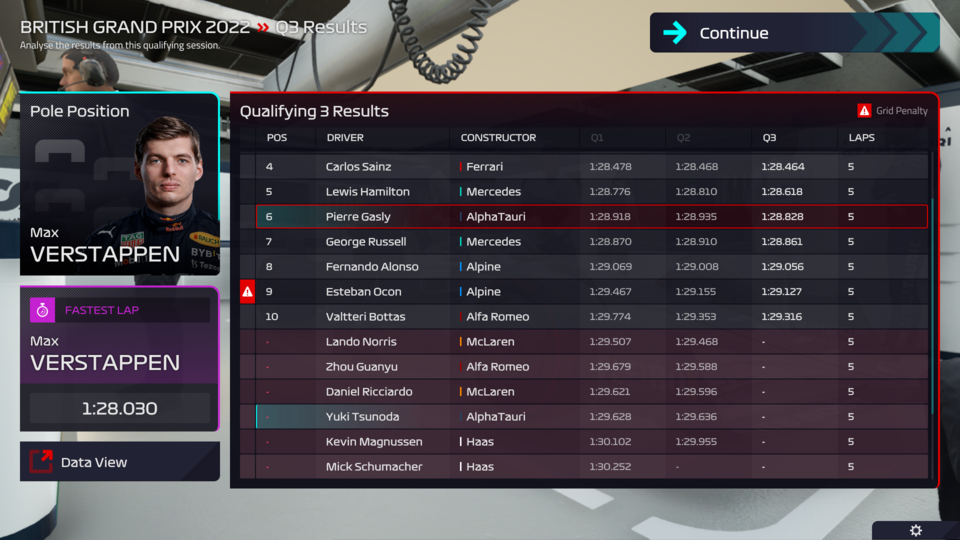 BRITISH GRAND PRIX 2022 » Q3 Results
Analyse the results from this qualifying session.
Continue
Pole Position
Max
VERSTAPPEN
FASTEST LAP
Max
VERSTAPPEN
1:28.030
Data View
Qualifying 3 Results
Grid Penalty
POS DRIVER CONSTRUCTOR Q1 Q2 Q3 LAPS
4 Carlos Sainz Ferrari 1:28.478 1:28.468 1:28.464 5
5 Lewis Hamilton Mercedes 1:28.776 1:28.810 1:28.618 5
6 Pierre Gasly AlphaTauri 1:28.918 1:28.935 1:28.828 5
7 George Russell Mercedes 1:28.870 1:28.910 1:28.861 5
8 Fernando Alonso Alpine 1:29.069 1:29.008 1:29.056 5
9 Esteban Ocon Alpine 1:29.467 1:29.155 1:29.127 5
10 Valtteri Bottas Alfa Romeo 1:29.774 1:29.353 1:29.316 5
- Lando Norris McLaren 1:29.507 1:29.468 - 5
- Zhou Guanyu Alfa Romeo 1:29.679 1:29.588 - 5
- Daniel Ricciardo McLaren 1:29.621 1:29.596 - 5
- Yuki Tsunoda AlphaTauri 1:29.628 1:29.636 - 5
- Kevin Magnussen Haas 1:30.102 1:29.955 - 5
- Mick Schumacher Haas 1:30.252 - - 5